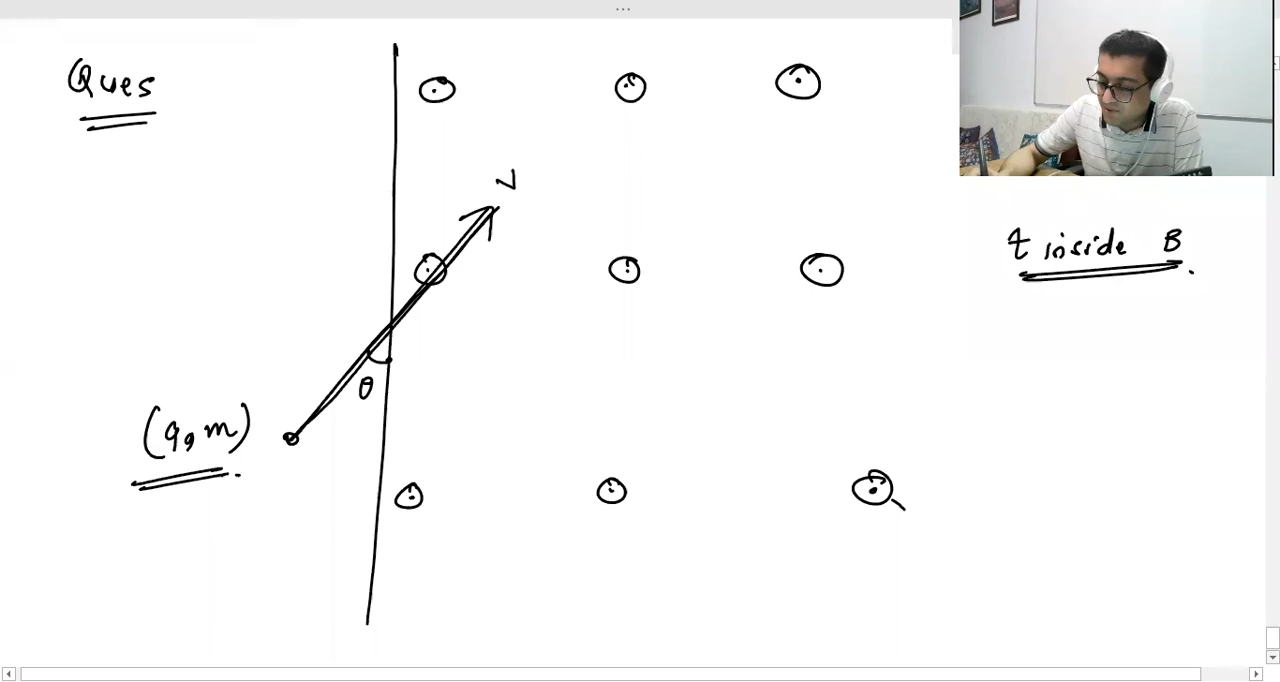 Ques
V
t inside B
θ
(q, m)